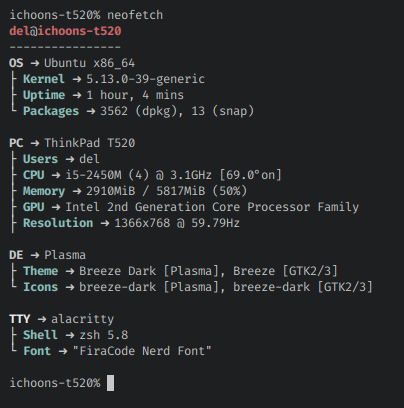 ichoons-t520% neofetch
del@ichoons-t520
----------------
OS ➜ Ubuntu x86_64
├ Kernel ➜ 5.13.0-39-generic
├ Uptime ➜ 1 hour, 4 mins
└ Packages ➜ 3562 (dpkg), 13 (snap)
PC ➜ ThinkPad T520
├ Users ➜ del
├ CPU ➜ i5-2450M (4) @ 3.1GHz [69.0°on]
├ Memory ➜ 2910MiB / 5817MiB (50%)
├ GPU ➜ Intel 2nd Generation Core Processor Family
├ Resolution ➜ 1366x768 @ 59.79Hz
DE ➜ Plasma
├ Theme ➜ Breeze Dark [Plasma], Breeze [GTK2/3]
└ Icons ➜ breeze-dark [Plasma], breeze-dark [GTK2/3]
TTY ➜ alacritty
├ Shell ➜ zsh 5.8
└ Font ➜ "FiraCode Nerd Font"
ichoons-t520%